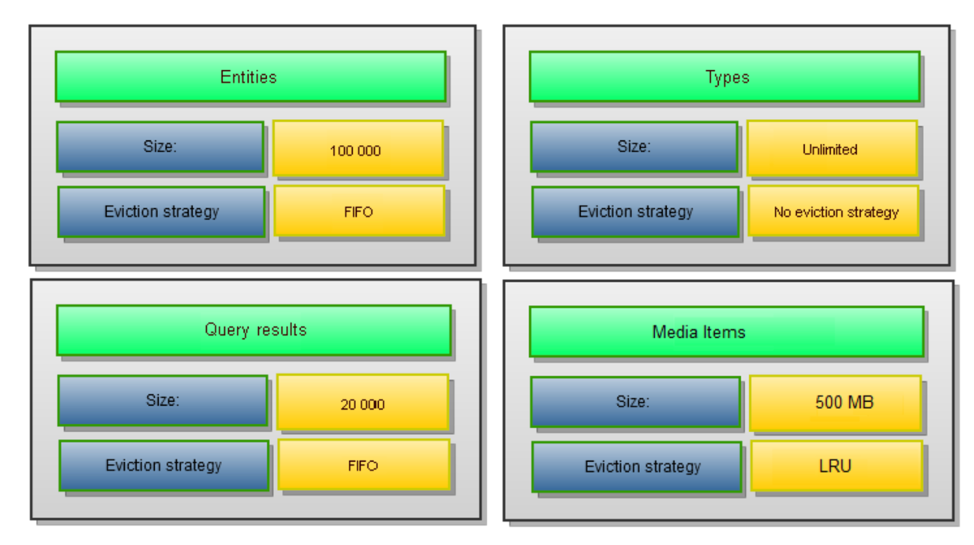 Entities
Size:
100 000
Eviction strategy
FIFO
Types
Size:
Unlimited
Eviction strategy
No eviction strategy
Query results
Size:
20 000
Eviction strategy
FIFO
Media Items
Size:
500 MB
Eviction strategy
LRU